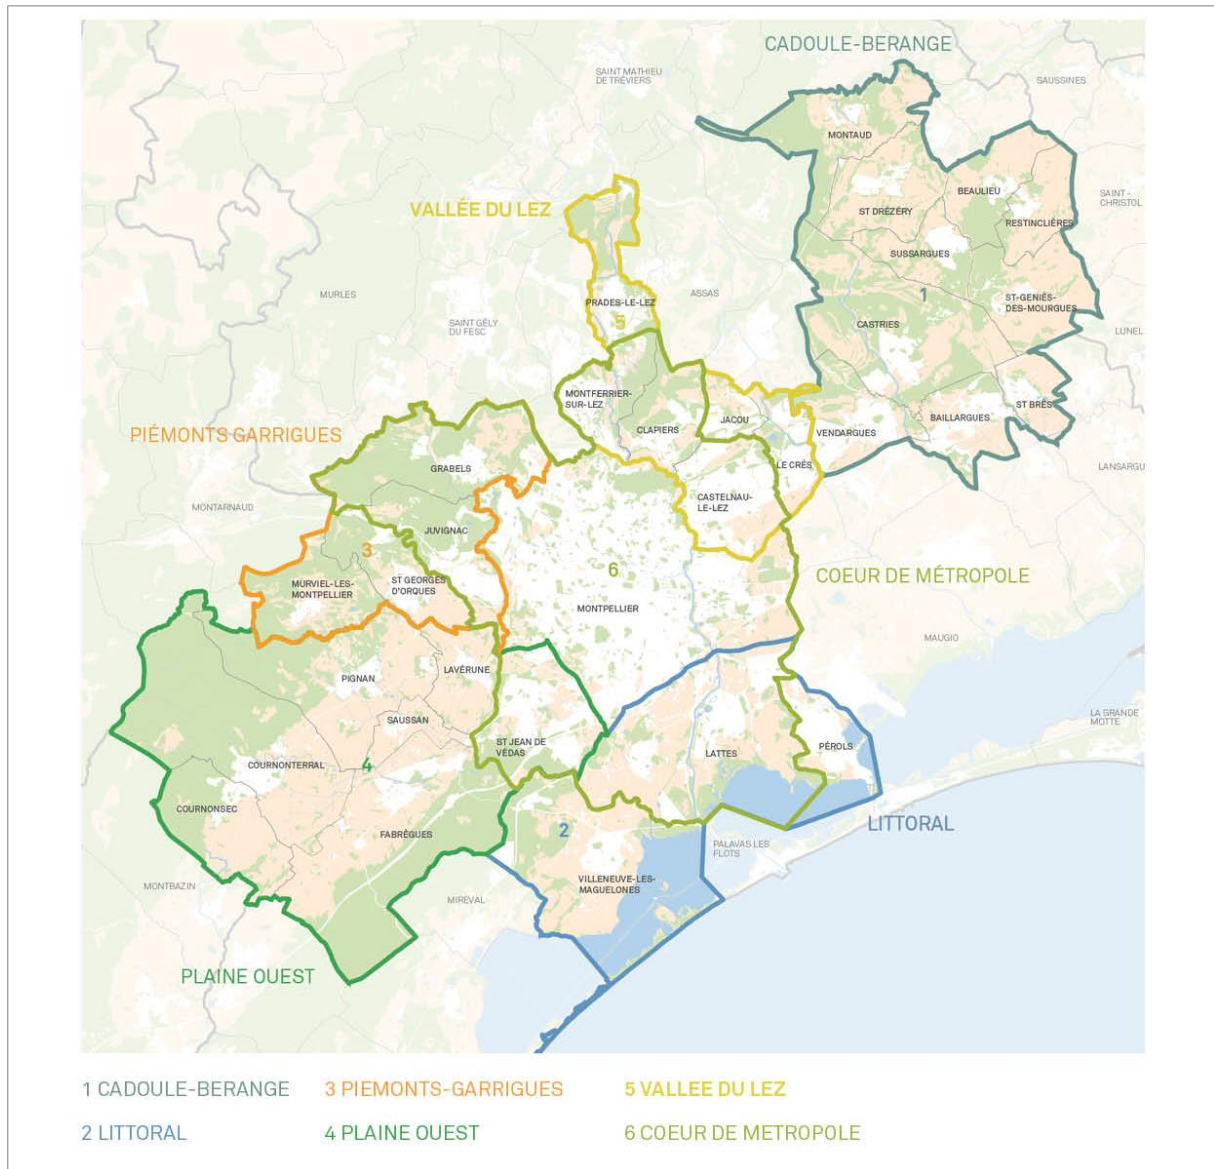 CADOULE-BERANGE
SAINT MATHIEU
DE TRÉVIERS
SAUSSINES
MONTAUD
BEAULIEU
SAINT -
CHRISTOL
VALLÉE DU LEZ
ST DRÉZÉRY
RESTINCLIÈRES
SUSSARGUES
MURLES
PRADES-LE-LEZ
ASSAS
1
ST-GENIÈS-
DES-MOURGUES
SAINT GÉLY
DU FESC
5
CASTRIES
LUNEL
MONTFERRIER-
SUR-LEZ
CLAPIERS
JACOU
VENDARGUES
BAILLARGUES
ST BRÈS
PIÉMONTS GARRIGUES
GRABELS
LE CRÈS
LANSARGU
MONTARNAUD
CASTELNAU-
LE-LEZ
JUVIGNAC
3
MURVIEL-LES-
MONTPELLIER
ST GEORGES
D'ORQUES
6
COEUR DE MÉTROPOLE
MONTPELLIER
MAUGIO
LAVÉRUNE
PIGNAN
SAUSSAN
LA GRANDE
MOTTE
ST JEAN DE
VÉDAS
LATTES
PÉROLS
COURNONTERRAL
4
COURNONSEC
FABRÈGUES
2
LITTORAL
PALAVAS LES
FLOTS
MONTBAZIN
VILLENEUVE-LES-
MAGUELONES
MIREVAL
PLAINE OUEST
1 CADOULE-BERANGE
3 PIEMONTS-GARRIGUES
5 VALLEE DU LEZ
2 LITTORAL
4 PLAINE OUEST
6 COEUR DE METROPOLE